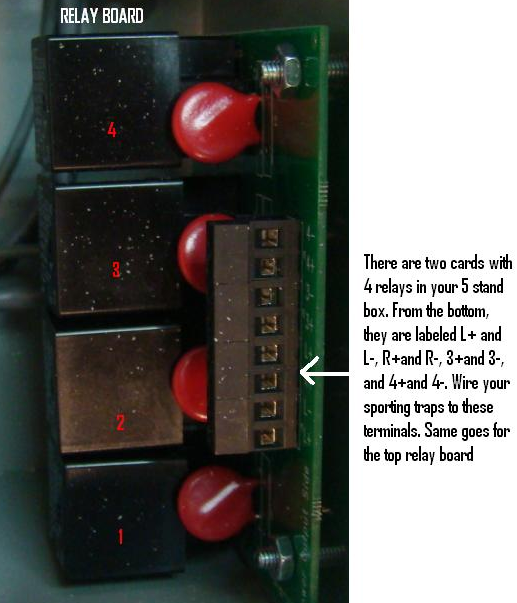 RELAY BOARD
4
3
2
1
There are two cards with
4 relays in your 5 stand
box. From the bottom,
they are labeled L+ and
L-, R+and R-, 3+and 3-,
and 4+and 4-. Wire your
sporting traps to these
terminals. Same goes for
the top relay board